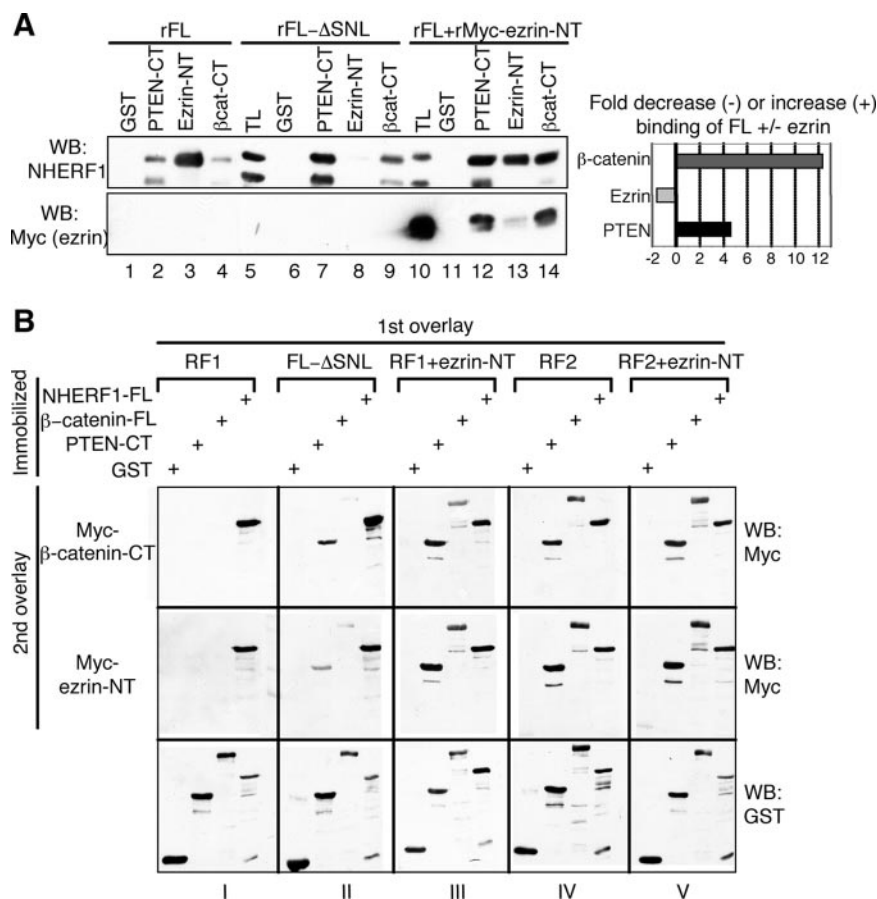 A
rFL
rFL–ΔSNL
rFL+rMyc-ezrin-NT
GST
PTEN-CT
Ezrin-NT
βcat-CT
TL
GST
PTEN-CT
Ezrin-NT
βcat-CT
TL
GST
PTEN-CT
Ezrin-NT
βcat-CT
WB:
NHERF1
WB:
Myc (ezrin)
1 2 3 4 5 6 7 8 9 10 11 12 13 14
Fold decrease (-) or increase (+)
binding of FL +/- ezrin
β-catenin
Ezrin
PTEN
-2 0 2 4 6 8 10 12
B
1st overlay
RF1 FL–ΔSNL RF1+ezrin-NT RF2 RF2+ezrin-NT
Immobilized
NHERF1-FL + + + + +
β–catenin-FL + + + + +
PTEN-CT + + + + +
GST + + + + +
2nd overlay
Myc-
β-catenin-CT
WB:
Myc
Myc-
ezrin-NT
WB:
Myc
WB:
GST
I II III IV V